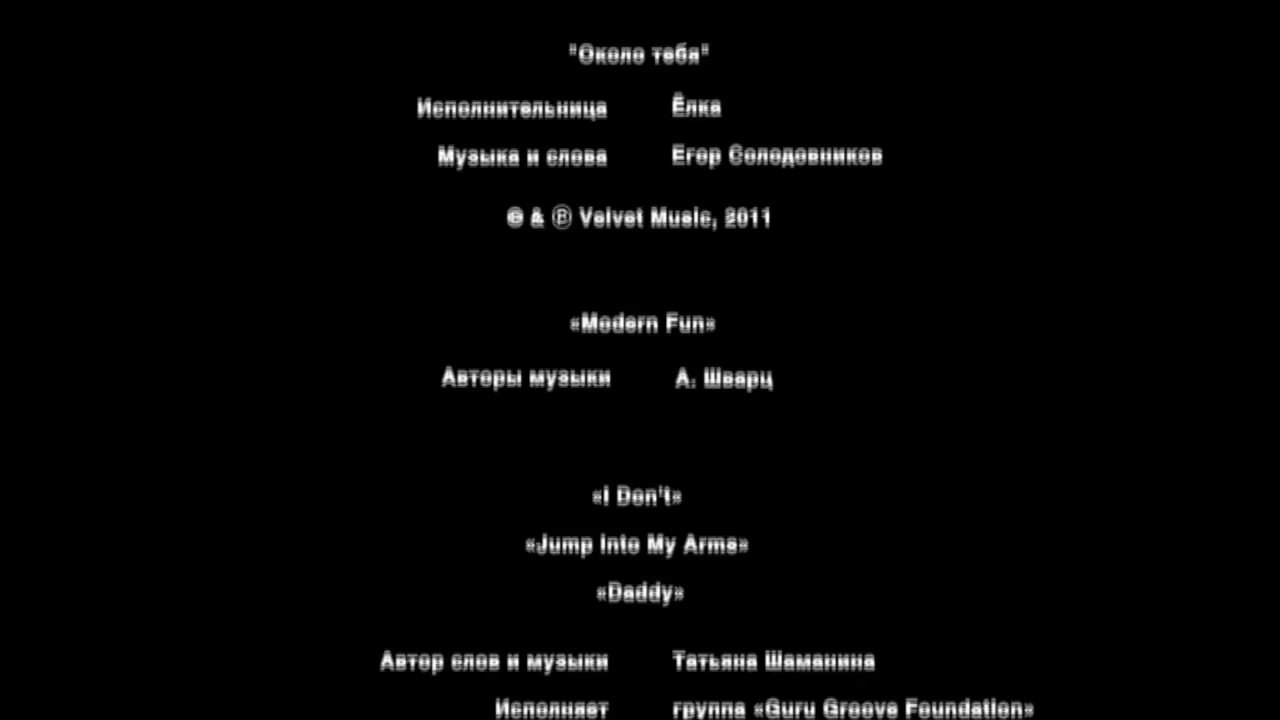 "Около тебя"
Исполнительница Ёлка
Музыка и слова Егор Солодовников
© & ℗ Velvet Music, 2011
«Modern Fun»
Авторы музыки А. Шварц
«I Don't»
«Jump Into My Arms»
«Daddy»
Автор слов и музыки Татьяна Шаманина
Исполняет группа «Guru Groove Foundation»